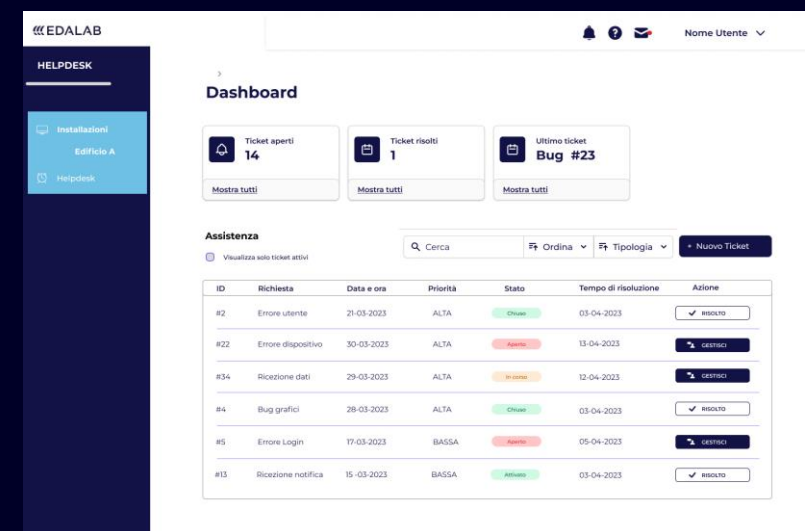 EDALAB
Nome Utente
HELPDESK
Dashboard
Installazioni
Edificio A
Helpdesk
Ticket aperti
14
Mostra tutti
Ticket risolti
1
Mostra tutti
Ultimo ticket
Bug #23
Mostra tutti
Assistenza
Visualizza solo ticket attivi
Cerca
Ordina
Tipologia
+ Nuovo Ticket
ID Richiesta Data e ora Priorità Stato Tempo di risoluzione Azione
#2 Errore utente 21-03-2023 ALTA Chiuso 03-04-2023 RISOLTO
#22 Errore dispositivo 30-03-2023 ALTA Aperto 13-04-2023 GESTISCI
#34 Ricezione dati 29-03-2023 ALTA In corso 12-04-2023 GESTISCI
#4 Bug grafici 28-03-2023 ALTA Chiuso 03-04-2023 RISOLTO
#5 Errore Login 17-03-2023 BASSA Aperto 05-04-2023 GESTISCI
#13 Ricezione notifica 15 -03-2023 BASSA Attivato 03-04-2023 RISOLTO